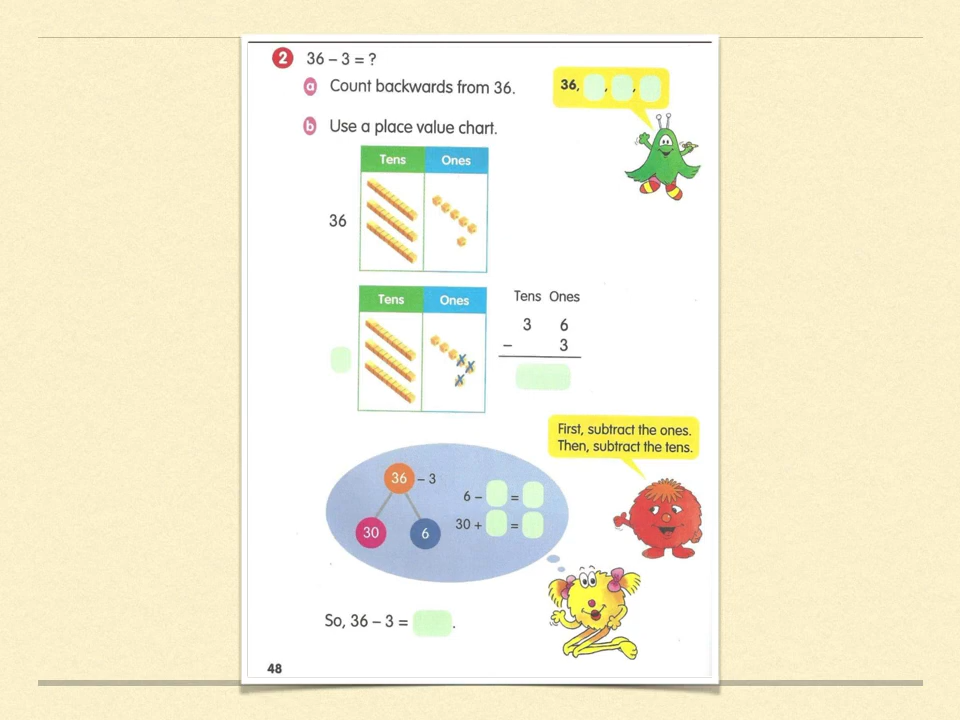 2 36 – 3 = ?
a Count backwards from 36.
36, , ,
b Use a place value chart.
Tens Ones
36
Tens Ones
Tens Ones
3 6
– 3
First, subtract the ones.
Then, subtract the tens.
36 – 3
6 – =
30 6
30 + =
So, 36 – 3 = .
48